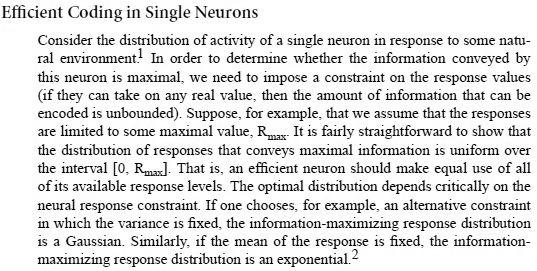 Efficient Coding in Single Neurons
Consider the distribution of activity of a single neuron in response to some natu-
ral environment.1 In order to determine whether the information conveyed by
this neuron is maximal, we need to impose a constraint on the response values
(if they can take on any real value, then the amount of information that can be
encoded is unbounded). Suppose, for example, that we assume that the responses
are limited to some maximal value, Rmax. It is fairly straightforward to show that
the distribution of responses that conveys maximal information is uniform over
the interval [0, Rmax]. That is, an efficient neuron should make equal use of all
of its available response levels. The optimal distribution depends critically on the
neural response constraint. If one chooses, for example, an alternative constraint
in which the variance is fixed, the information-maximizing response distribution
is a Gaussian. Similarly, if the mean of the response is fixed, the information-
maximizing response distribution is an exponential.2